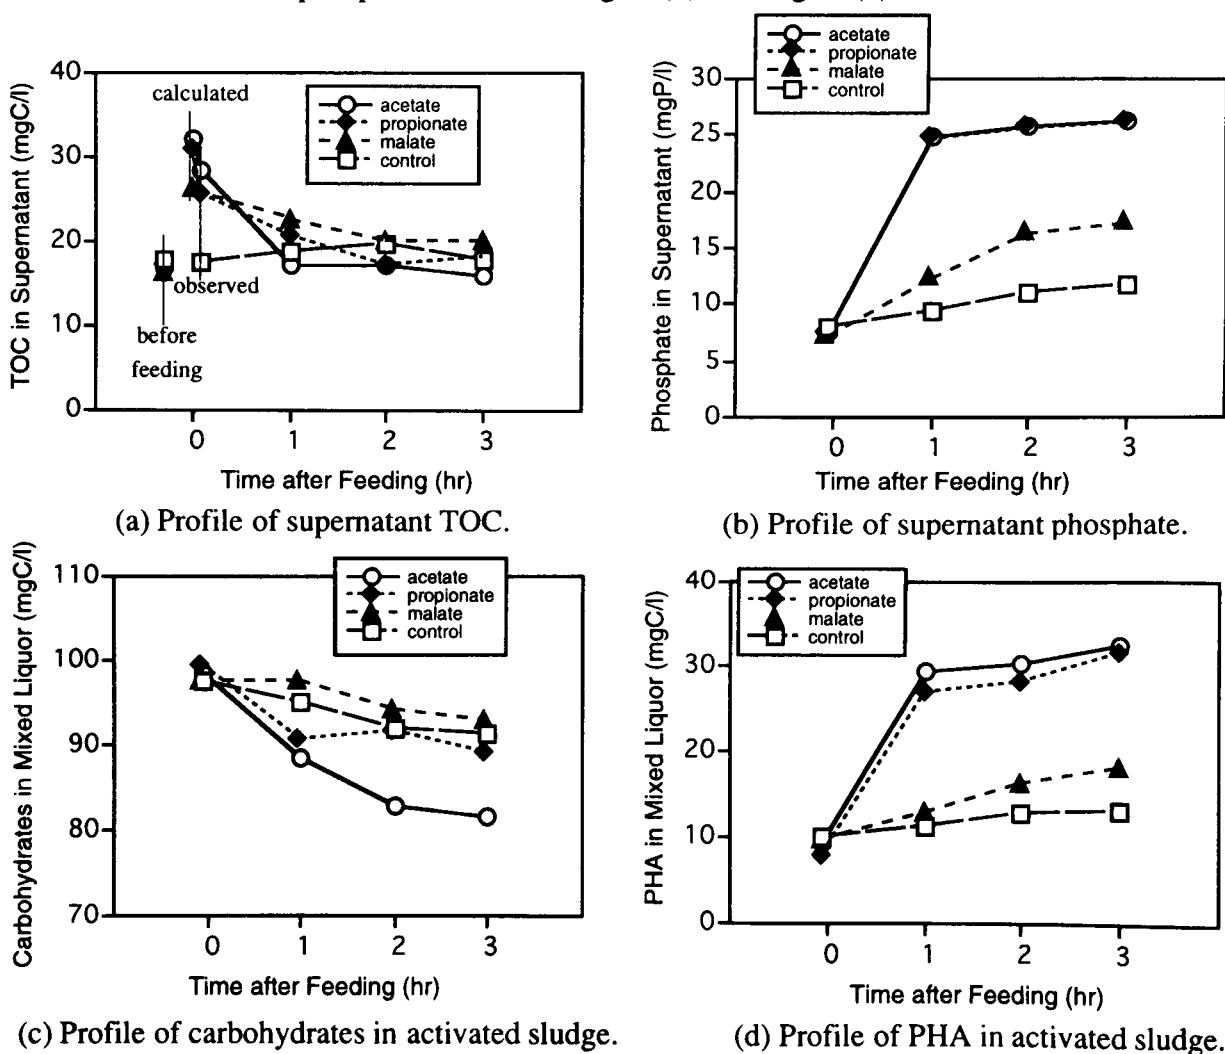 acetate
propionate
malate
control
TOC in Supernatant (mgC/l)
40
30
20
10
0
calculated
observed
before
feeding
acetate
propionate
malate
control
0 1 2 3
Time after Feeding (hr)
(a) Profile of supernatant TOC.
Phosphate in Supernatant (mgP/l)
30
25
20
15
10
5
0
0 1 2 3
Time after Feeding (hr)
(b) Profile of supernatant phosphate.
Carbohydrates in Mixed Liquor (mgC/l)
110
100
90
80
70
acetate
propionate
malate
control
0 1 2 3
Time after Feeding (hr)
(c) Profile of carbohydrates in activated sludge.
PHA in Mixed Liquor (mgC/l)
40
30
20
10
0
acetate
propionate
malate
control
0 1 2 3
Time after Feeding (hr)
(d) Profile of PHA in activated sludge.